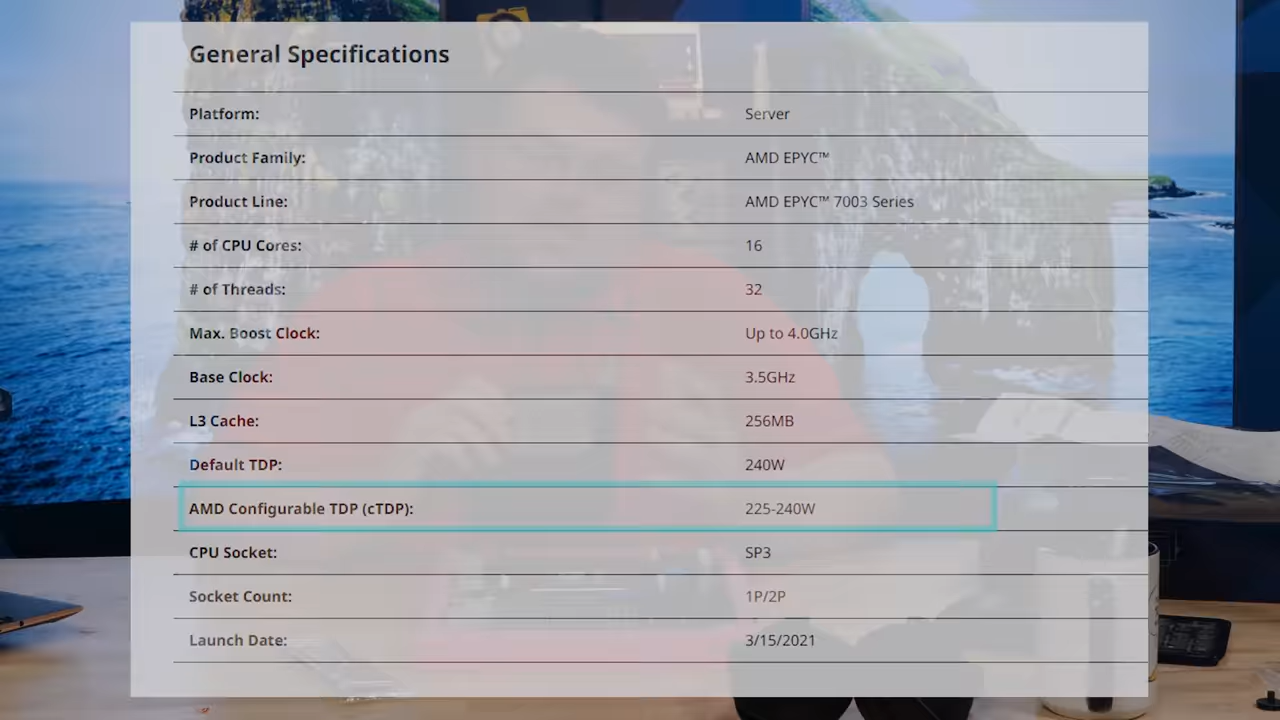 General Specifications
Platform: Server
Product Family: AMD EPYC™
Product Line: AMD EPYC™ 7003 Series
# of CPU Cores: 16
# of Threads: 32
Max. Boost Clock: Up to 4.0GHz
Base Clock: 3.5GHz
L3 Cache: 256MB
Default TDP: 240W
AMD Configurable TDP (cTDP): 225-240W
CPU Socket: SP3
Socket Count: 1P/2P
Launch Date: 3/15/2021